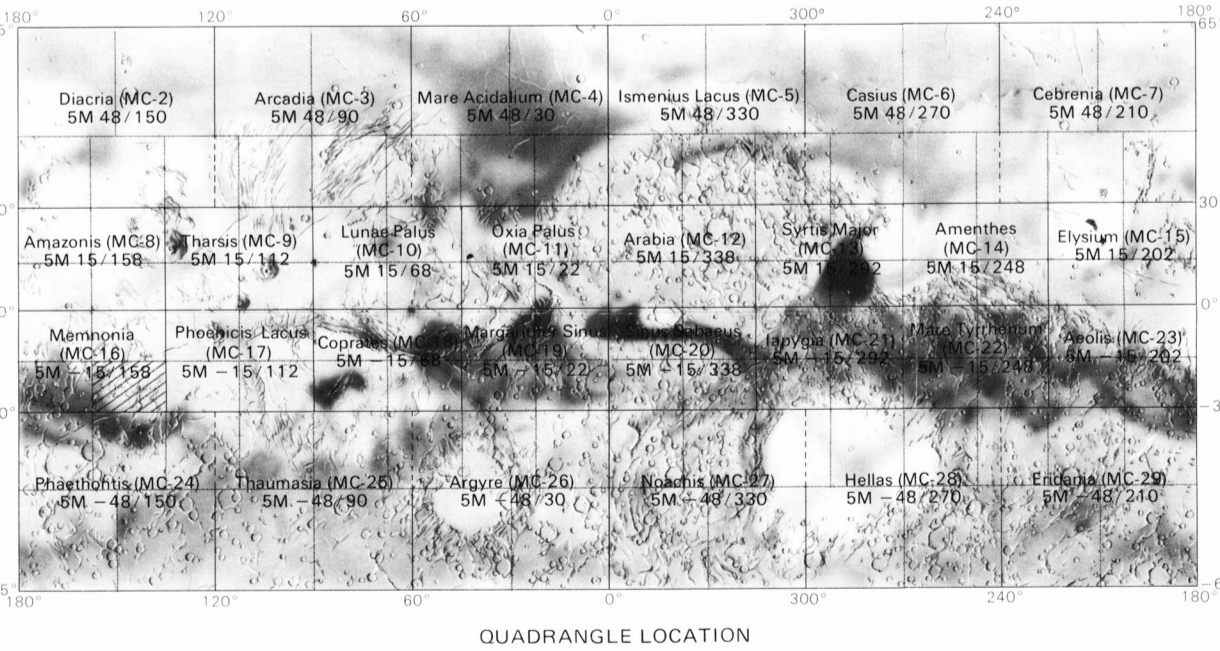 180° 120° 60° 0° 300° 240° 180°
5° 65
Diacria (MC-2)
5M 48/150
Arcadia (MC-3)
5M 48/90
Mare Acidalium (MC-4)
5M 48/30
Ismenius Lacus (MC-5)
5M 48/330
Casius (MC-6)
5M 48/270
Cebrenia (MC-7)
5M 48/210
0° 30
Amazonis (MC-8)
5M 15/158
Tharsis (MC-9)
5M 15/112
Lunae Palus
(MC-10)
5M 15/68
Oxia Palus
(MC-11)
5M 15/22
Arabia (MC-12)
5M 15/338
Syrtis Major
(MC-13)
5M 15/292
Amenthes
(MC-14)
5M 15/248
Elysium (MC-15)
5M 15/202
0° 0°
Memnonia
(MC-16)
5M −15/158
Phoenicis Lacus
(MC-17)
5M −15/112
Coprates (MC-18)
5M −15/68
Margaritifer Sinus
(MC-19)
5M −15/22
Sinus Sabaeus
(MC-20)
5M −15/338
Iapygia (MC-21)
5M −15/292
Mare Tyrrhenum
(MC-22)
5M −15/248
Aeolis (MC-23)
5M −15/202
0° −3
Phaethontis (MC-24)
5M −48/150
Thaumasia (MC-25)
5M −48/90
Argyre (MC-26)
5M −48/30
Noachis (MC-27)
5M −48/330
Hellas (MC-28)
5M −48/270
Eridania (MC-29)
5M −48/210
5° −6
180° 120° 60° 0° 300° 240° 180°
QUADRANGLE LOCATION